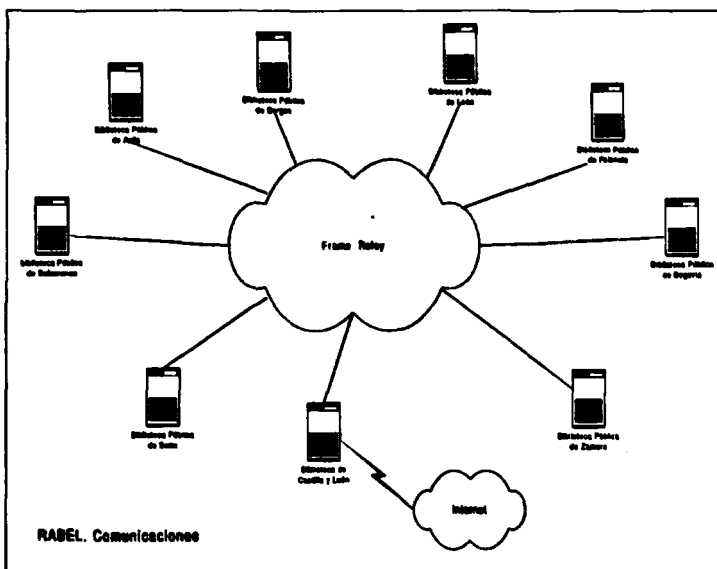 Biblioteca Pública
de Burgos
Biblioteca Pública
de León
Biblioteca Pública
de Avila
Biblioteca Pública
de Palencia
Frame Relay
Biblioteca Pública
de Salamanca
Biblioteca Pública
de Segovia
Biblioteca Pública
de Soria
Biblioteca de
Castilla y León
Biblioteca Pública
de Zamora
Internet
RABEL. Comunicaciones